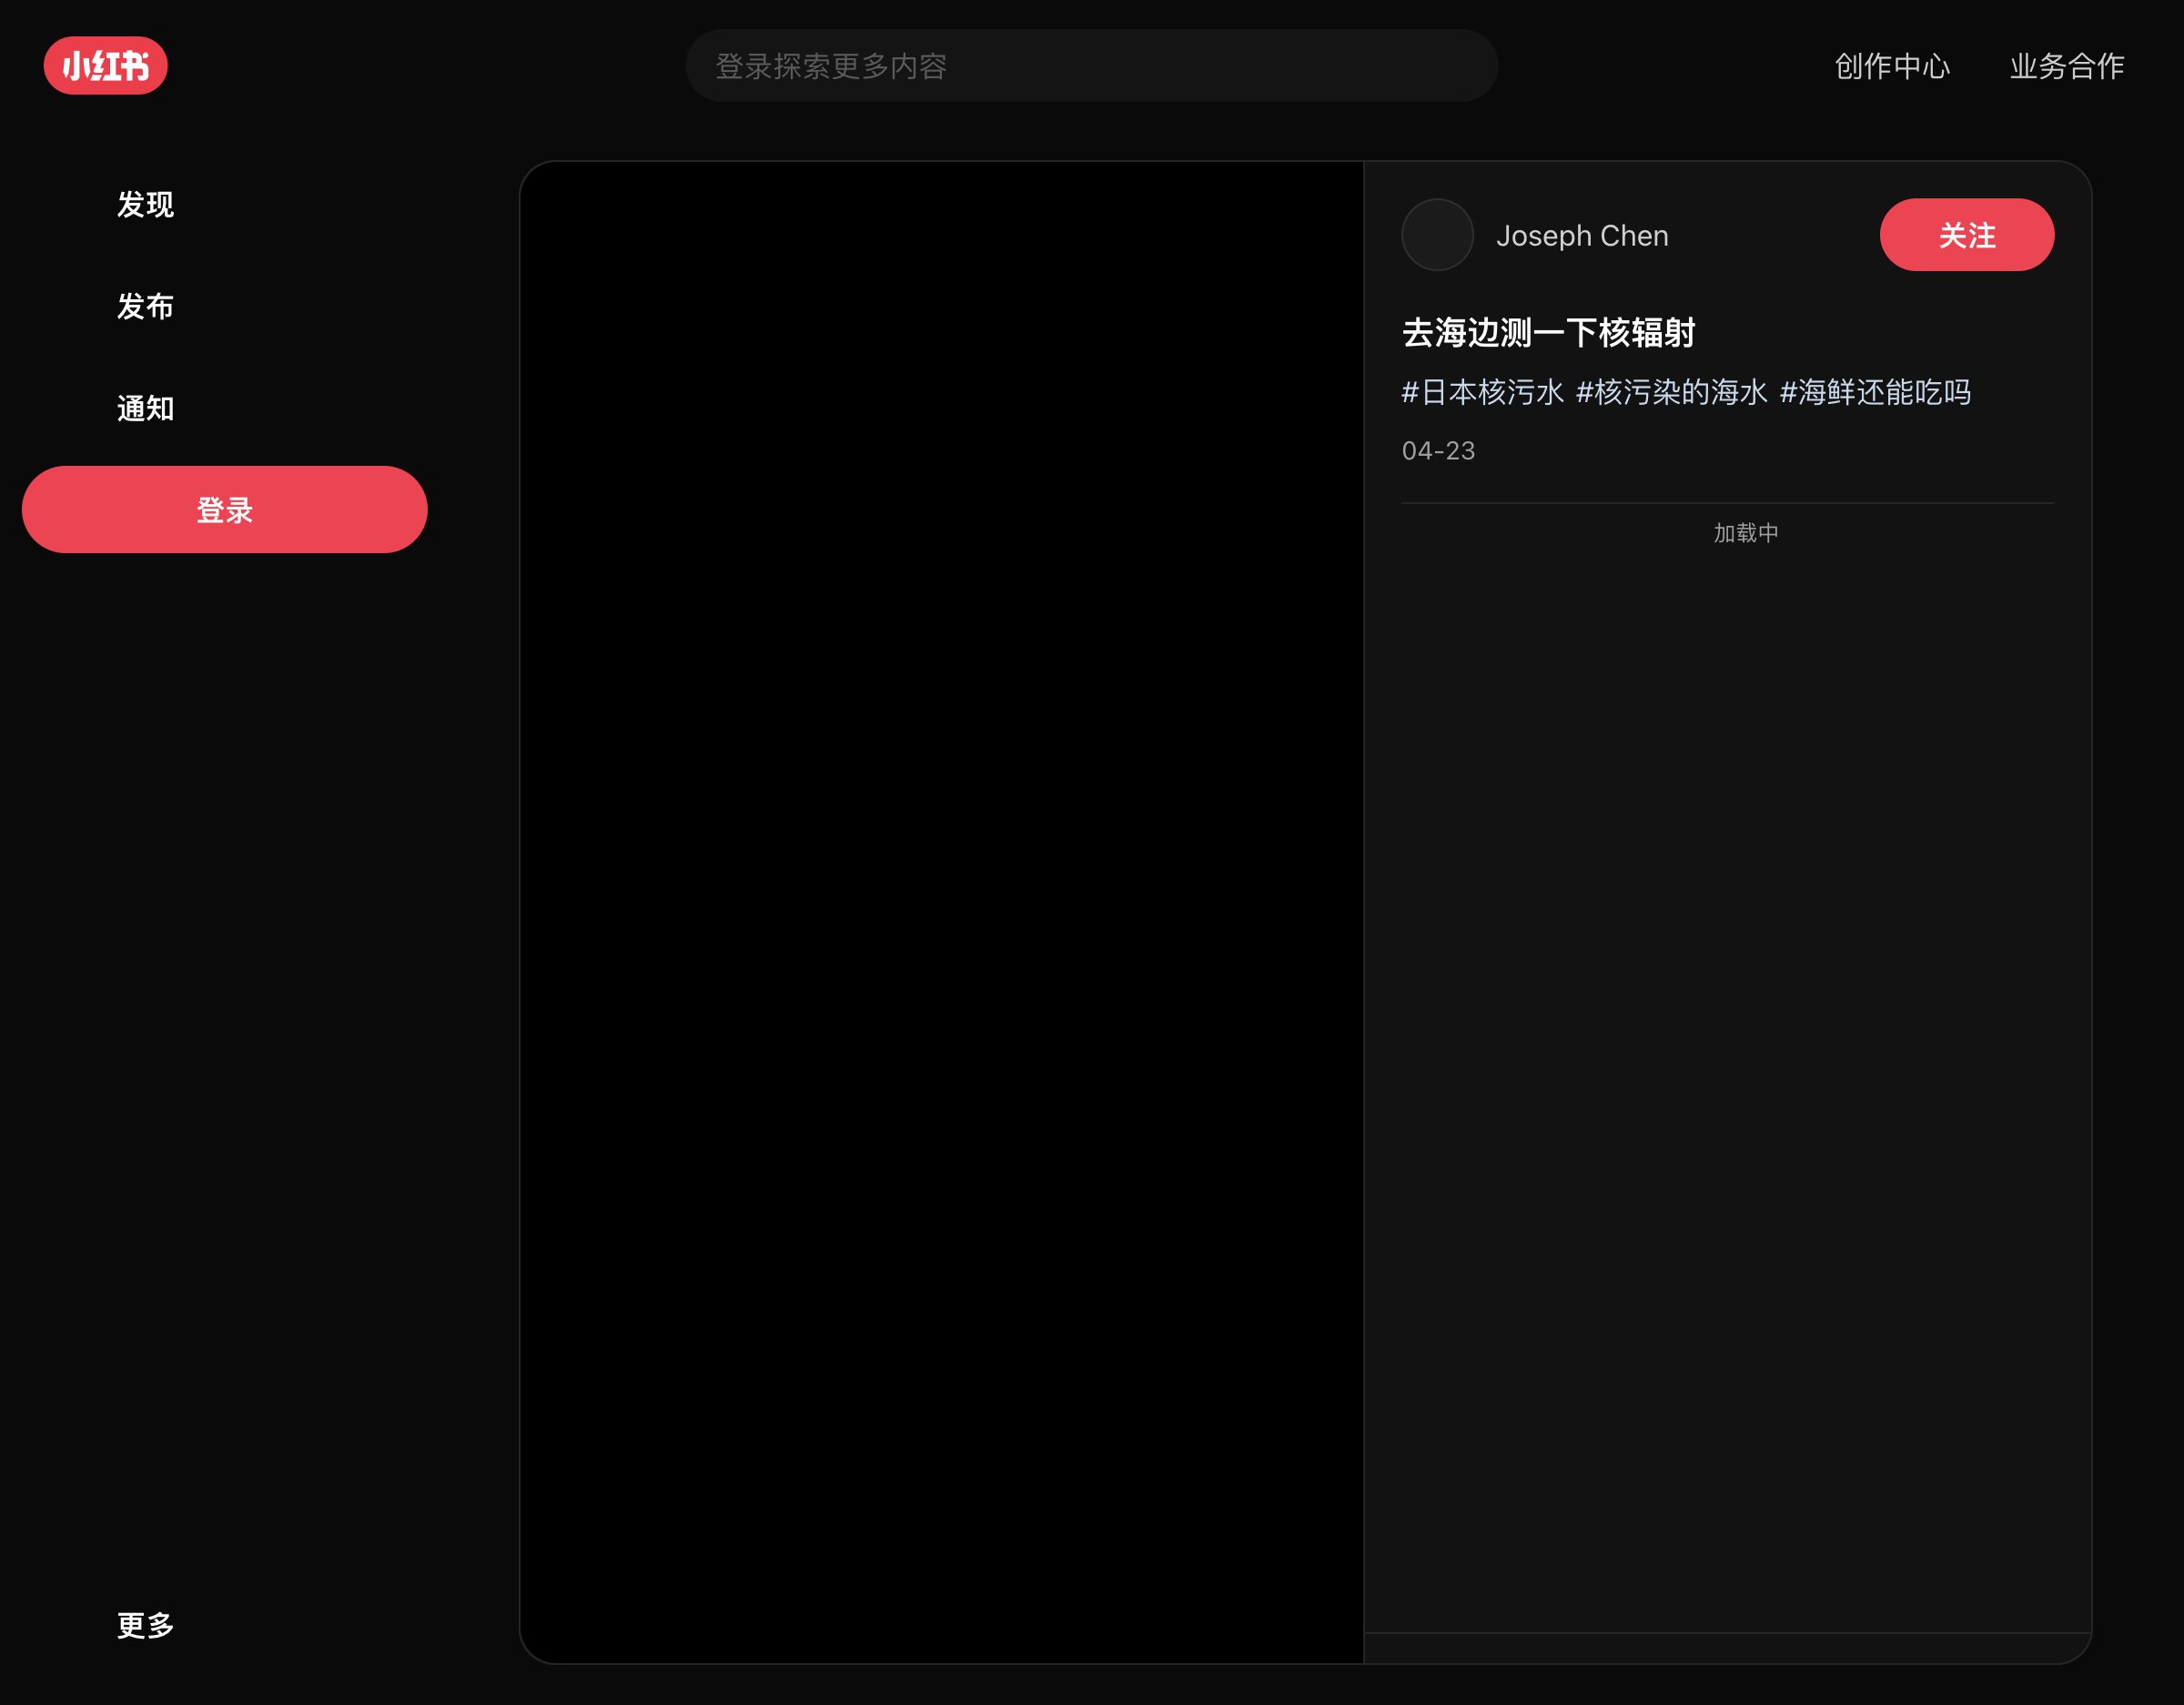 小红书
登录探索更多内容
创作中心
业务合作
发现
发布
通知
登录
更多
Joseph Chen
关注
去海边测一下核辐射
#日本核污水 #核污染的海水 #海鲜还能吃吗
04-23
加载中